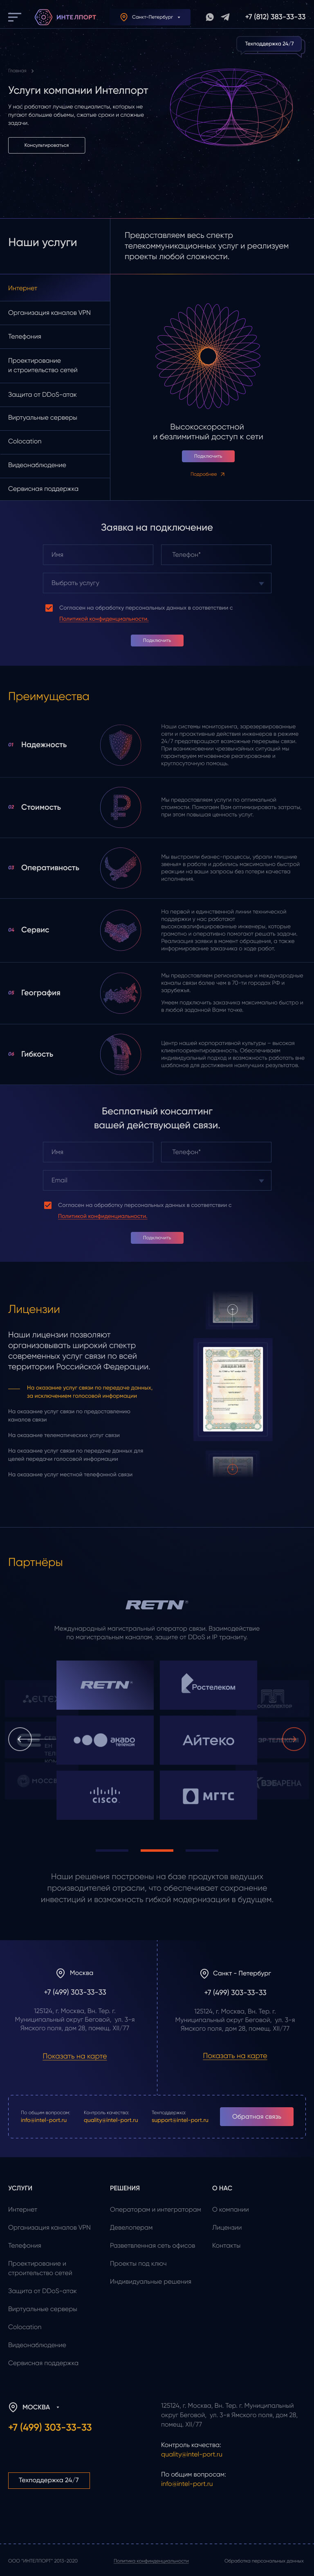 ИНТЕЛПОРТ
Санкт-Петербург
+7 (812) 383-33-33
Техподдержка 24/7
Главная
Услуги компании Интелпорт
У нас работают лучшие специалисты, которых не
пугают большие объемы, сжатые сроки и сложные
задачи.
Консультироваться
Наши услуги
Предоставляем весь спектр
телекоммуникационных услуг и реализуем
проекты любой сложности.
Интернет
Организация каналов VPN
Телефония
Проектирование
и строительство сетей
Защита от DDoS-атак
Виртуальные серверы
Colocation
Видеонаблюдение
Сервисная поддержка
Высокоскоростной
и безлимитный доступ к сети
Подключить
Подробнее
Заявка на подключение
Имя
Телефон*
Выбрать услугу
Согласен на обработку персональных данных в соответствии с
Политикой конфиденциальности.
Подключить
Преимущества
01 Надежность
Наши системы мониторинга, зарезервированные
сети и проактивные действия инженеров в режиме
24/7 предотвращают возможные перерывы связи.
При возникновении чрезвычайных ситуаций мы
гарантируем мгновенное реагирование и
круглосуточную помощь.
02 Стоимость
Мы предоставляем услуги по оптимальной
стоимости. Помогаем Вам оптимизировать затраты,
при этом повышая ценность услуг.
03 Оперативность
Мы выстроили бизнес-процессы, убрали «лишние
звенья» в работе и добились максимально быстрой
реакции на ваши запросы без потери качества
исполнения.
04 Сервис
На первой и единственной линии технической
поддержки у нас работают
высококвалифицированные инженеры, которые
грамотно и оперативно помогают решать задачи.
Реализация заявки в момент обращения, а также
информирование заказчика о ходе работ.
05 География
Мы предоставляем региональные и международные
каналы связи более чем в 70-ти городах РФ и
зарубежья.
Умеем подключить заказчика максимально быстро и
в любой заданной Вами точке.
06 Гибкость
Центр нашей корпоративной культуры – высокая
клиентоориентированность. Обеспечиваем
индивидуальный подход и возможность работать вне
шаблонов для достижения наилучших результатов.
Бесплатный консалтинг
вашей действующей связи.
Имя
Телефон*
Email
Согласен на обработку персональных данных в соответствии с
Политикой конфиденциальности.
Подключить
Лицензии
Наши лицензии позволяют
организовывать широкий спектр
современных услуг связи по всей
территории Российской Федерации.
На оказание услуг связи по передаче данных,
за исключением голосовой информации
На оказание услуг связи по предоставлению
каналов связи
На оказание телематических услуг связи
На оказание услуг связи по передаче данных для
целей передачи голосовой информации
На оказание услуг местной телефонной связи
Партнёры
RETN
Международный магистральный оператор связи. Взаимодействие
по магистральным каналам, защите от DDoS и IP транзиту.
RETN
Ростелеком
акадо
телеком
Айтеко
CISCO
МГТС
Наши решения построены на базе продуктов ведущих
производителей отрасли, что обеспечивает сохранение
инвестиций и возможность гибкой модернизации в будущем.
Москва
+7 (499) 303-33-33
125124, г. Москва, Вн. Тер. г.
Муниципальный округ Беговой, ул. 3-я
Ямского поля, дом 28, помещ. XII/77
Показать на карте
Санкт - Петербург
+7 (499) 303-33-33
125124, г. Москва, Вн. Тер. г.
Муниципальный округ Беговой, ул. 3-я
Ямского поля, дом 28, помещ. XII/77
Показать на карте
По общим вопросам:
info@intel-port.ru
Контроль качества:
quality@intel-port.ru
Техподдержка:
support@intel-port.ru
Обратная связь
УСЛУГИ
Интернет
Организация каналов VPN
Телефония
Проектирование и
строительство сетей
Защита от DDoS-атак
Виртуальные серверы
Colocation
Видеонаблюдение
Сервисная поддержка
РЕШЕНИЯ
Операторам и интеграторам
Девелоперам
Разветвленная сеть офисов
Проекты под ключ
Индивидуальные решения
О НАС
О компании
Лицензии
Контакты
МОСКВА
+7 (499) 303-33-33
Техподдержка 24/7
125124, г. Москва, Вн. Тер. г. Муниципальный
округ Беговой, ул. 3-я Ямского поля, дом 28,
помещ. XII/77
Контроль качества:
quality@intel-port.ru
По общим вопросам:
info@intel-port.ru
ООО "ИНТЕЛПОРТ" 2013-2020
Политика конфиденциальности
Обработка персональных данных